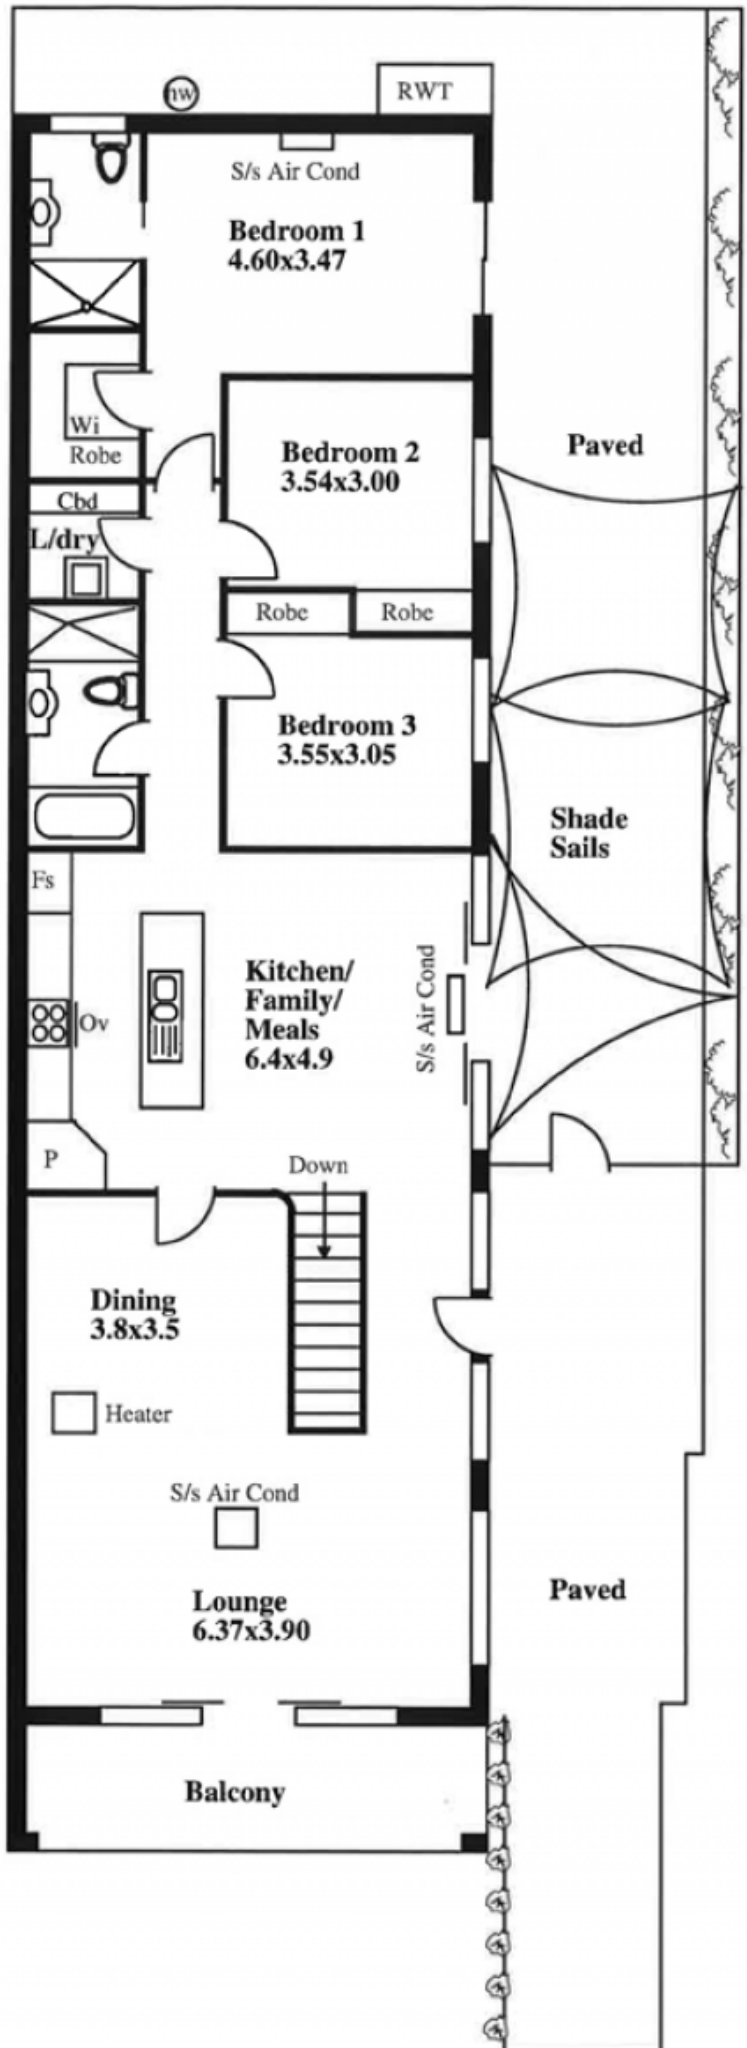 hw
RWT
S/s Air Cond
Bedroom 1
4.60x3.47
Wi
Robe
Bedroom 2
3.54x3.00
Paved
Cbd
L/dry
Robe
Robe
Bedroom 3
3.55x3.05
Shade
Sails
Fs
Kitchen/
Family/
Meals
6.4x4.9
S/s Air Cond
Ov
P
Down
Dining
3.8x3.5
Heater
S/s Air Cond
Lounge
6.37x3.90
Paved
Balcony